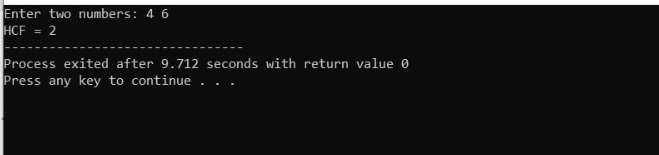 Enter two numbers: 4 6
HCF = 2
--------------------------------
Process exited after 9.712 seconds with return value 0
Press any key to continue . . .